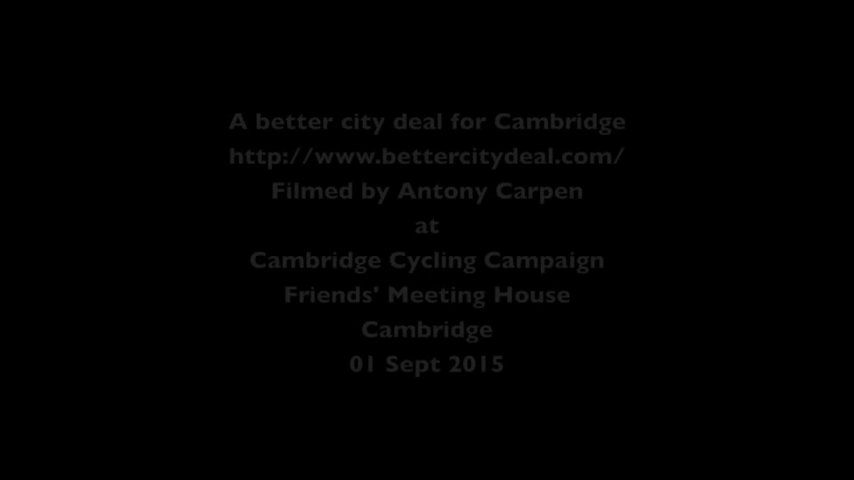 A better city deal for Cambridge
http://www.bettercitydeal.com/
Filmed by Antony Carpen
at
Cambridge Cycling Campaign
Friends' Meeting House
Cambridge
01 Sept 2015